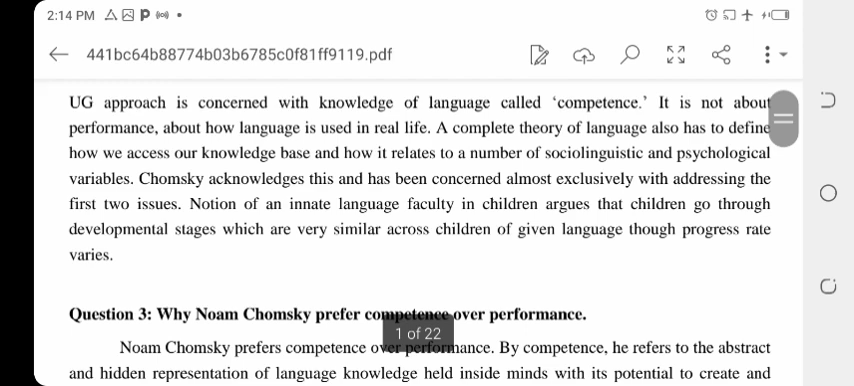 2:14 PM
441bc64b88774b03b6785c0f81ff9119.pdf
UG approach is concerned with knowledge of language called ‘competence.’ It is not about
performance, about how language is used in real life. A complete theory of language also has to define
how we access our knowledge base and how it relates to a number of sociolinguistic and psychological
variables. Chomsky acknowledges this and has been concerned almost exclusively with addressing the
first two issues. Notion of an innate language faculty in children argues that children go through
developmental stages which are very similar across children of given language though progress rate
varies.
Question 3: Why Noam Chomsky prefer competence over performance.
1 of 22
Noam Chomsky prefers competence over performance. By competence, he refers to the abstract
and hidden representation of language knowledge held inside minds with its potential to create and